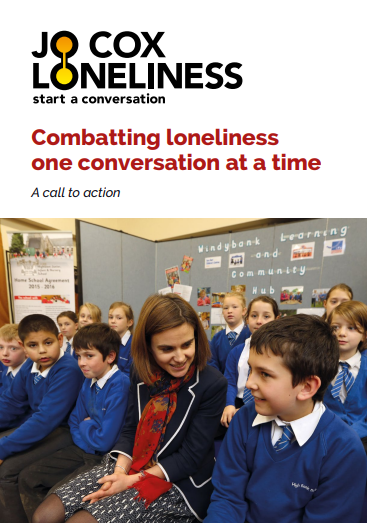 JO COX
LONELINESS
start a conversation
Combatting loneliness
one conversation at a time
A call to action
Windybank Learning
and
Community
Hub
Home School Agreement
2015 - 2016